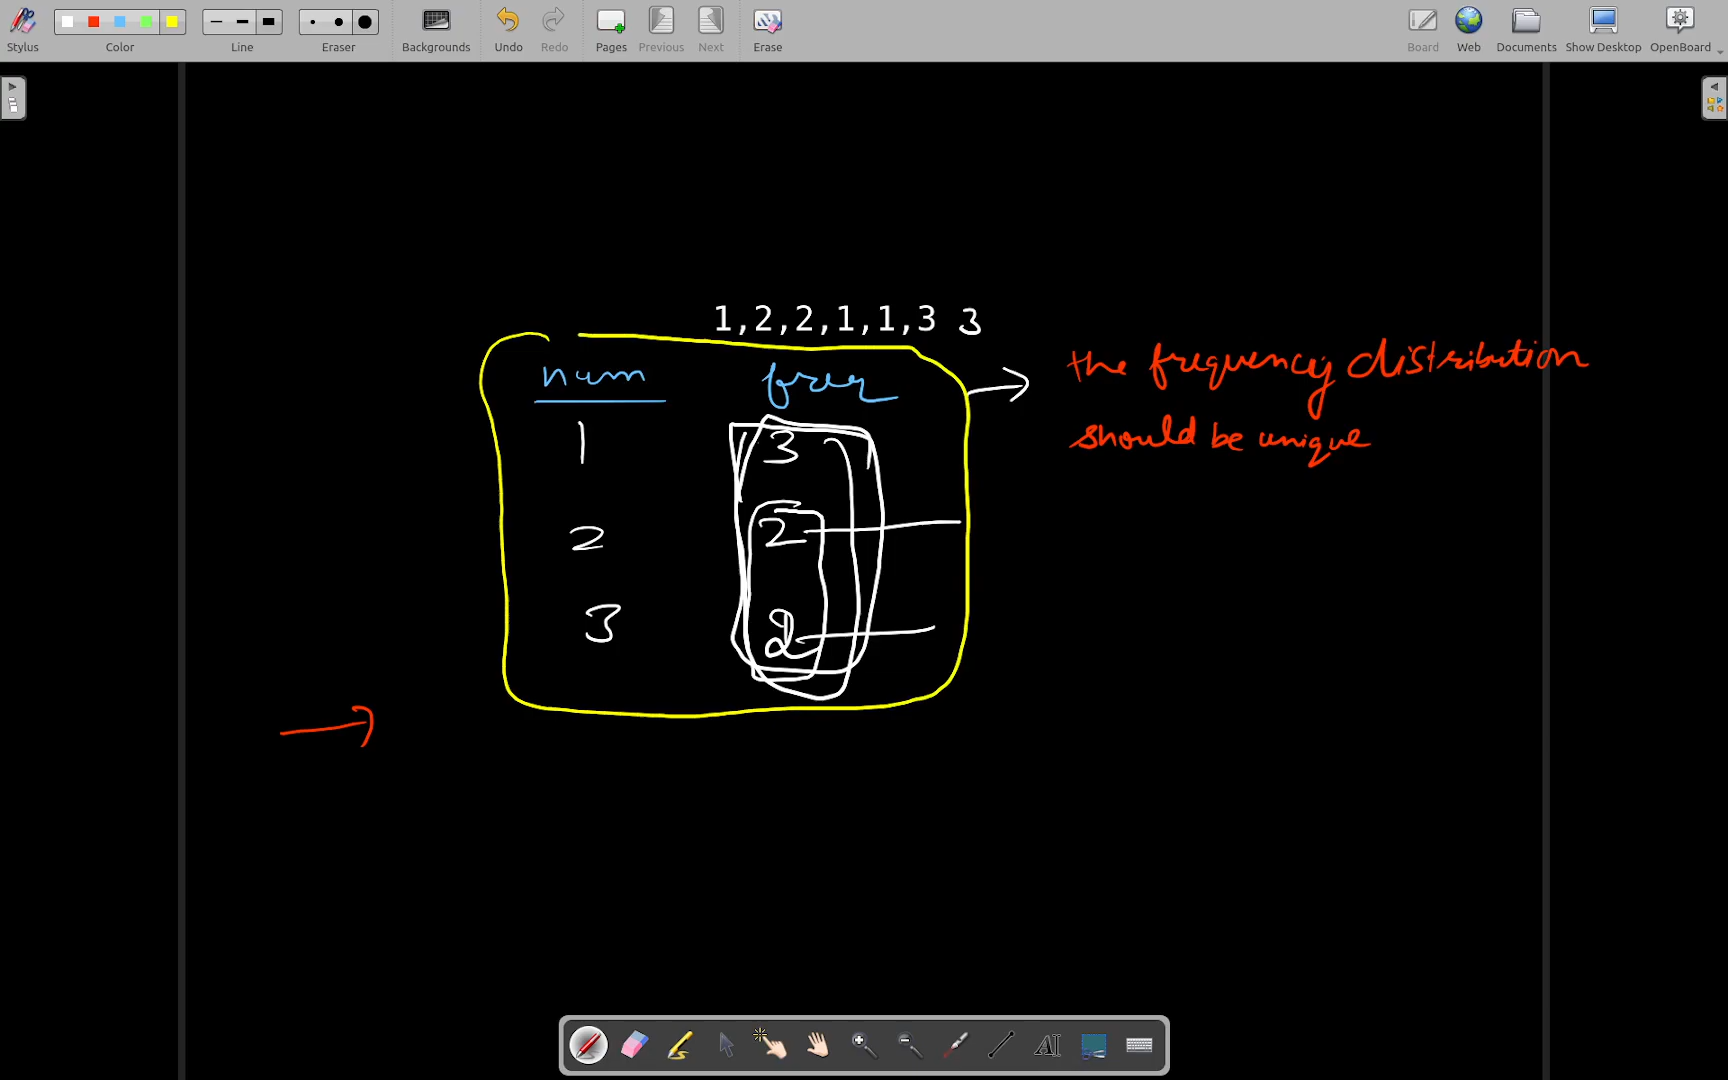 Stylus Color Line Eraser Backgrounds Undo Redo Pages Previous Next Erase Board Web Documents Show Desktop OpenBoard
1,2,2,1,1,3 3
num freq
the frequency distribution
should be unique
1 3
2 2
3 2
AI